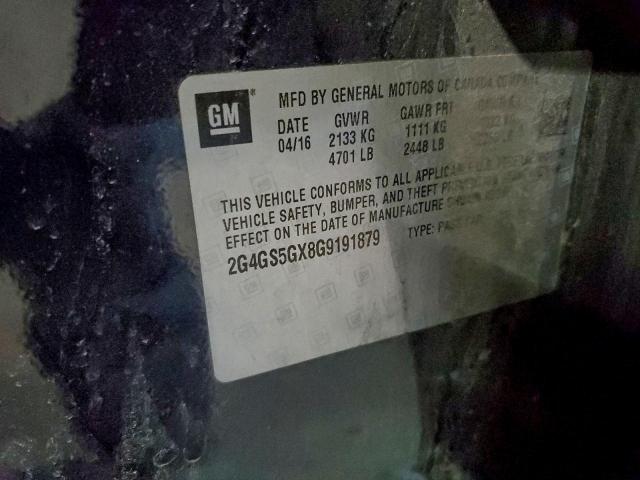 GM
MFD BY GENERAL MOTORS OF CANADA COMPANY
DATE GVWR GAWR FRT
04/16 2133 KG 1111 KG
4701 LB 2448 LB
THIS VEHICLE CONFORMS TO ALL APPLICABLE U.S.
VEHICLE SAFETY, BUMPER, AND THEFT
EFFECT ON THE DATE OF MANUFACTURE SHOWN
2G4GS5GX8G9191879 TYPE: